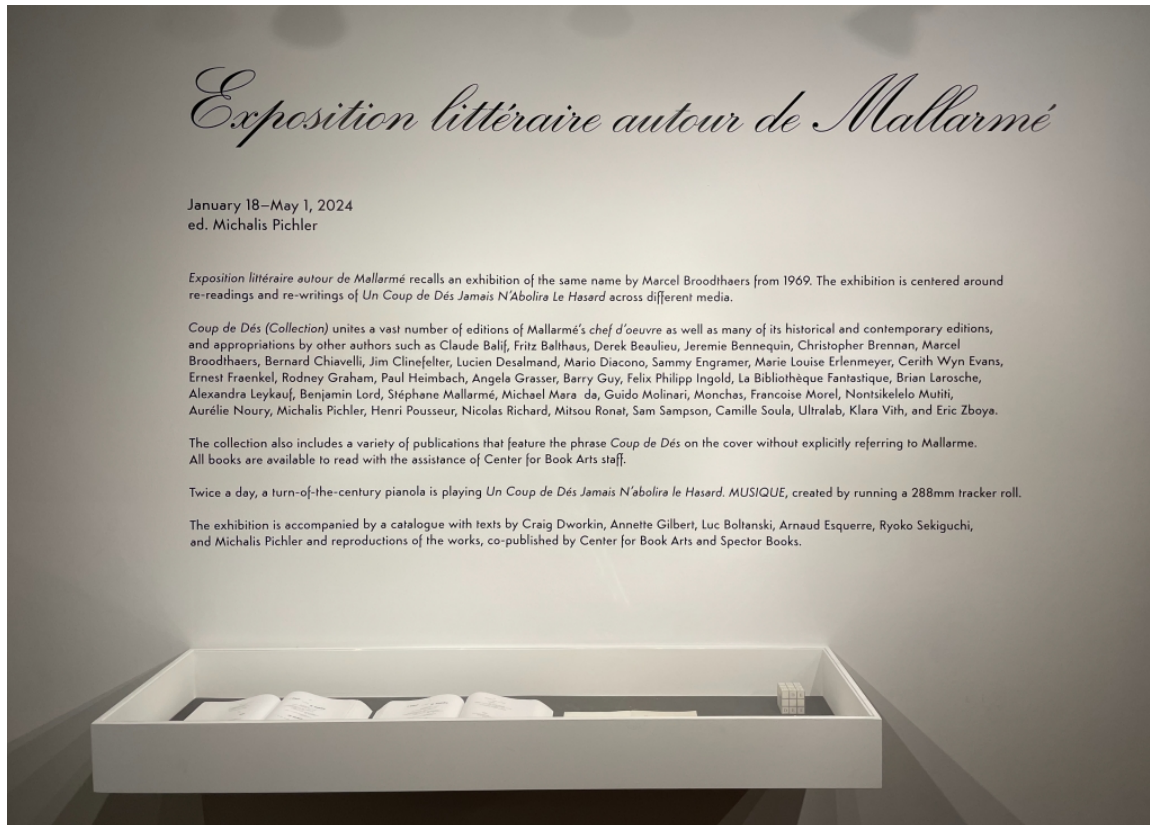 Exposition littéraire autour de Mallarmé
January 18–May 1, 2024
ed. Michalis Pichler
Exposition littéraire autour de Mallarmé recalls an exhibition of the same name by Marcel Broodthaers from 1969. The exhibition is centered around
re-readings and re-writings of Un Coup de Dés Jamais N'Abolira Le Hasard across different media.
Coup de Dés (Collection) unites a vast number of editions of Mallarmé's chef d'oeuvre as well as many of its historical and contemporary editions,
and appropriations by other authors such as Claude Balif, Fritz Balthaus, Derek Beaulieu, Jeremie Bennequin, Christopher Brennan, Marcel
Broodthaers, Bernard Chiavelli, Jim Clinefelter, Lucien Desalmand, Mario Diacono, Sammy Engramer, Marie Louise Erlenmeyer, Cerith Wyn Evans,
Ernest Fraenkel, Rodney Graham, Paul Heimbach, Angela Grasser, Barry Guy, Felix Philipp Ingold, La Bibliothèque Fantastique, Brian Larosche,
Alexandra Leykauf, Benjamin Lord, Stéphane Mallarmé, Michael Mara da, Guido Molinari, Monchas, Francoise Morel, Nontsikelelo Mutiti,
Aurélie Noury, Michalis Pichler, Henri Pousseur, Nicolas Richard, Mitsou Ronat, Sam Sampson, Camille Soula, Ultralab, Klara Vith, and Eric Zboya.
The collection also includes a variety of publications that feature the phrase Coup de Dés on the cover without explicitly referring to Mallarme.
All books are available to read with the assistance of Center for Book Arts staff.
Twice a day, a turn-of-the-century pianola is playing Un Coup de Dés Jamais N'abolira le Hasard. MUSIQUE, created by running a 288mm tracker roll.
The exhibition is accompanied by a catalogue with texts by Craig Dworkin, Annette Gilbert, Luc Boltanski, Arnaud Esquerre, Ryoko Sekiguchi,
and Michalis Pichler and reproductions of the works, co-published by Center for Book Arts and Spector Books.